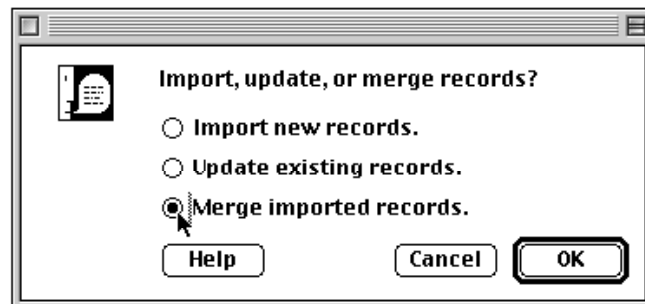 Import, update, or merge records?
Import new records.
Update existing records.
Merge imported records.
Help Cancel OK